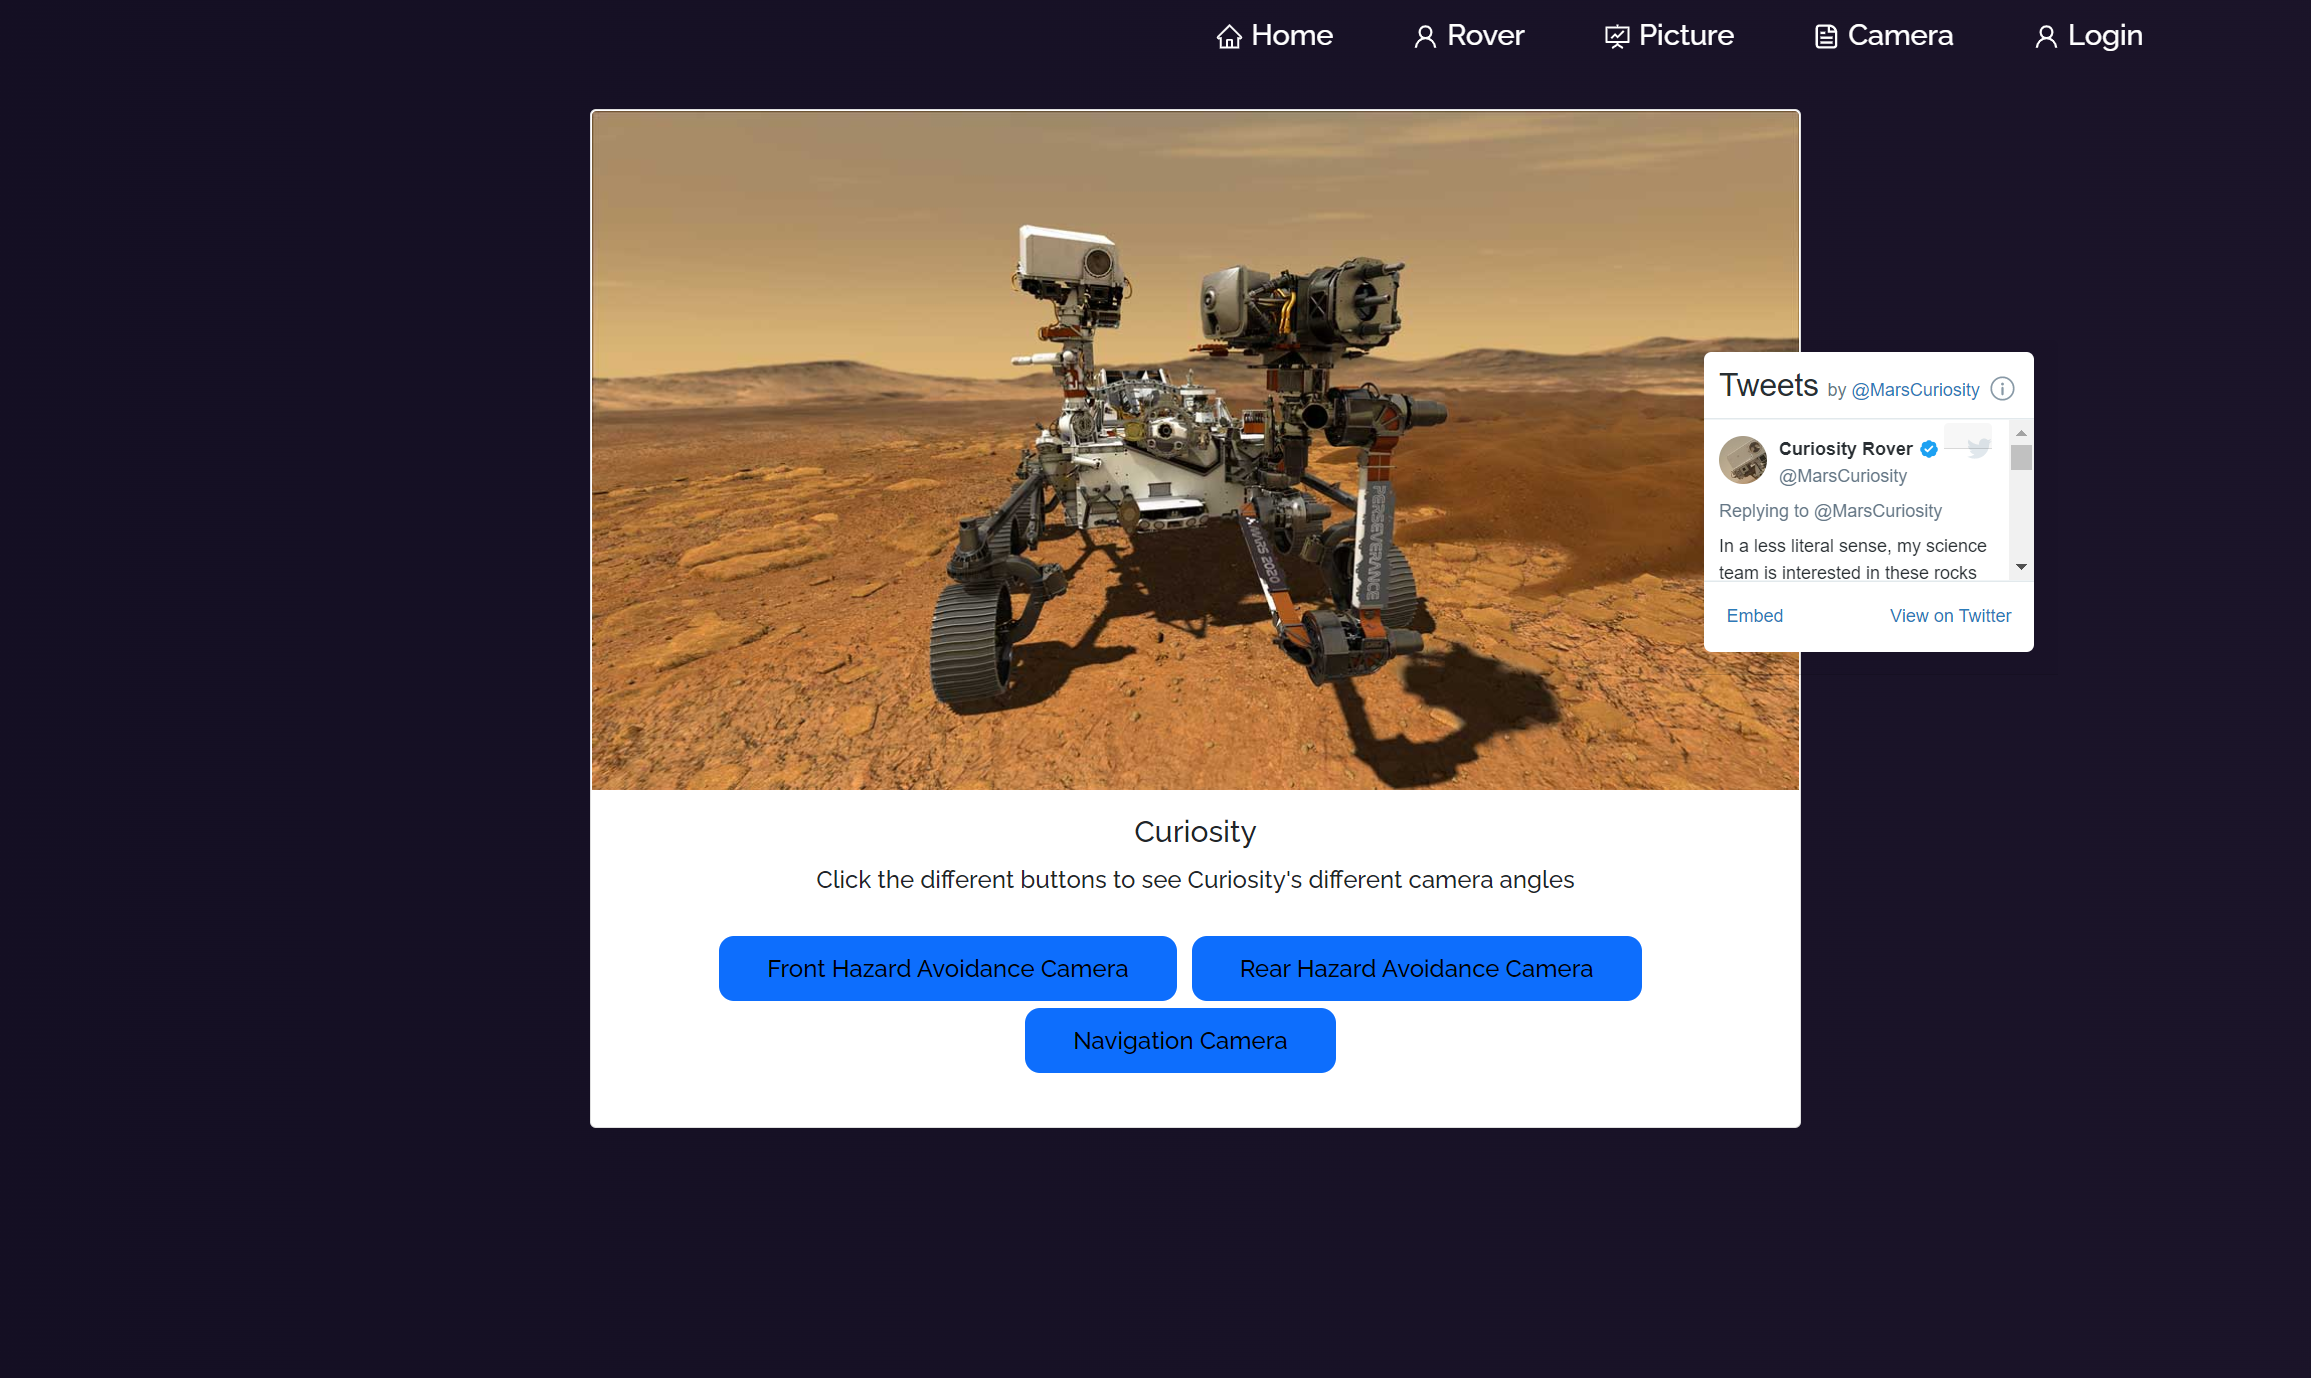 Home Rover Picture Camera Login
PERSEVERANCE
MARS 2020
Tweets by @MarsCuriosity
Curiosity Rover
@MarsCuriosity
Replying to @MarsCuriosity
In a less literal sense, my science
team is interested in these rocks
Embed View on Twitter
Curiosity
Click the different buttons to see Curiosity's different camera angles
Front Hazard Avoidance Camera Rear Hazard Avoidance Camera
Navigation Camera